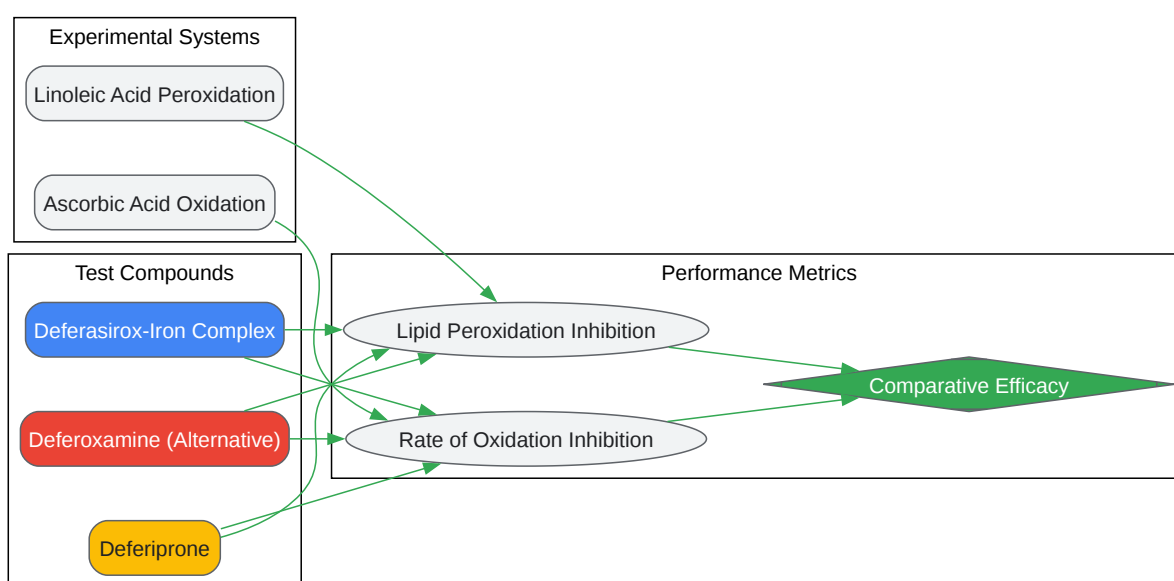 Experimental Systems
Linoleic Acid Peroxidation
Ascorbic Acid Oxidation
Test Compounds
Deferasirox-Iron Complex
Deferoxamine (Alternative)
Deferiprone
Performance Metrics
Lipid Peroxidation Inhibition
Rate of Oxidation Inhibition
Comparative Efficacy